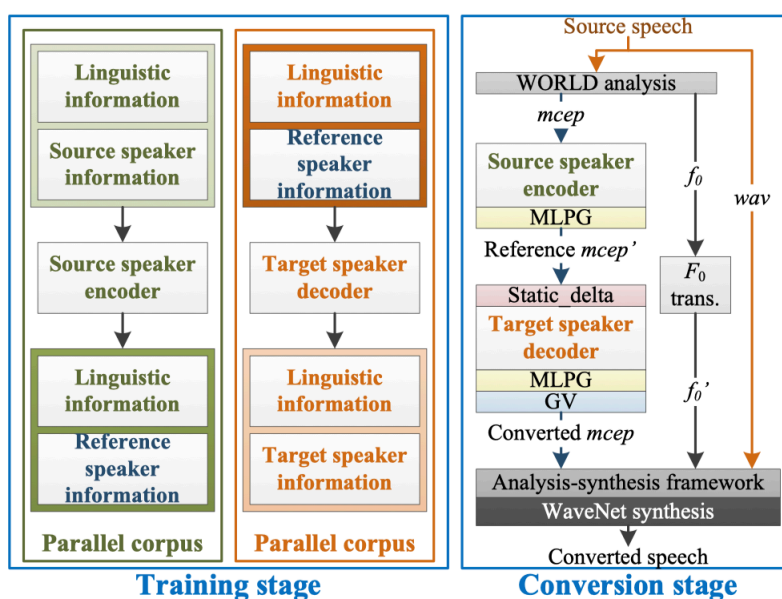 Linguistic
information
Source speaker
information
Source speaker
encoder
Linguistic
information
Reference
speaker
information
Parallel corpus
Linguistic
information
Reference
speaker
information
Target speaker
decoder
Linguistic
information
Target speaker
information
Parallel corpus
Training stage
Source speech
WORLD analysis
mcep
Source speaker
encoder
MLPG
Reference mcep’
Static_delta
Target speaker
decoder
MLPG
GV
Converted mcep
f0
F0
trans.
f0’
wav
Analysis-synthesis framework
WaveNet synthesis
Converted speech
Conversion stage